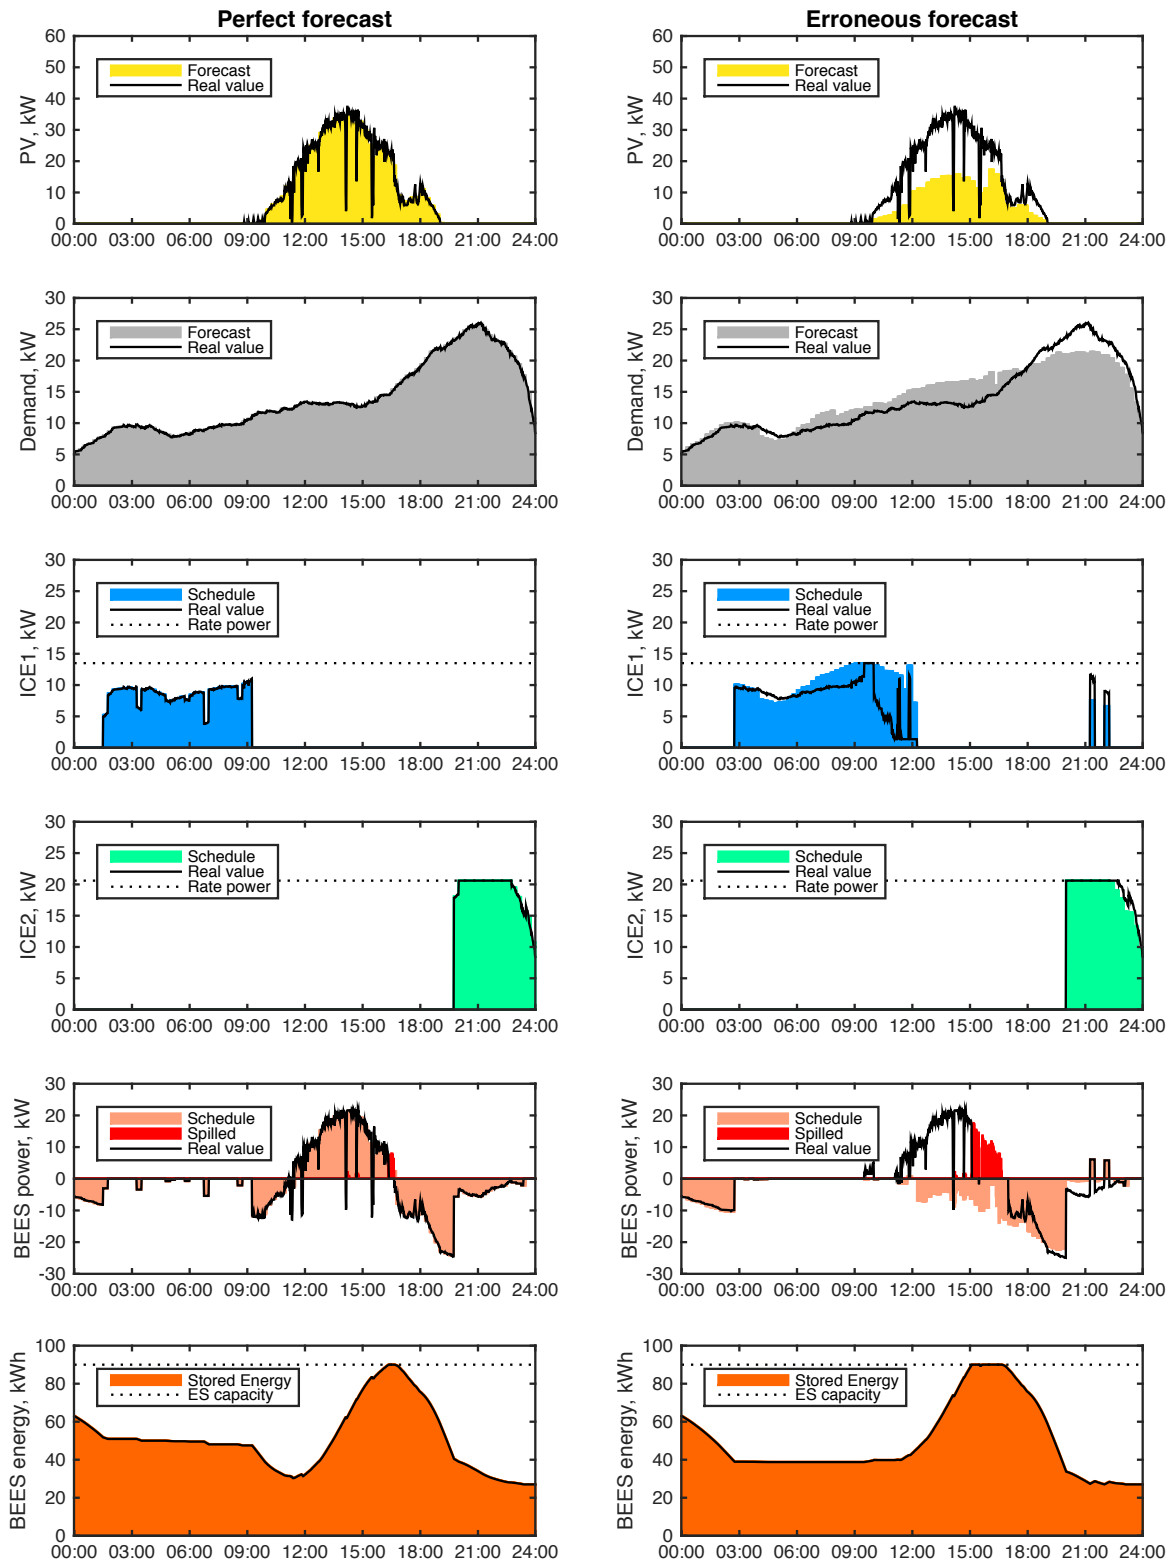 Perfect forecast
Erroneous forecast
PV, kW
60
50
40
30
20
10
0
Forecast
Real value
00:00 03:00 06:00 09:00 12:00 15:00 18:00 21:00 24:00
PV, kW
60
50
40
30
20
10
0
Forecast
Real value
00:00 03:00 06:00 09:00 12:00 15:00 18:00 21:00 24:00
Demand, kW
30
25
20
15
10
5
0
Forecast
Real value
00:00 03:00 06:00 09:00 12:00 15:00 18:00 21:00 24:00
Demand, kW
30
25
20
15
10
5
0
Forecast
Real value
00:00 03:00 06:00 09:00 12:00 15:00 18:00 21:00 24:00
ICE1, kW
30
25
20
15
10
5
0
Schedule
Real value
Rate power
00:00 03:00 06:00 09:00 12:00 15:00 18:00 21:00 24:00
ICE1, kW
30
25
20
15
10
5
0
Schedule
Real value
Rate power
00:00 03:00 06:00 09:00 12:00 15:00 18:00 21:00 24:00
ICE2, kW
30
25
20
15
10
5
0
Schedule
Real value
Rate power
00:00 03:00 06:00 09:00 12:00 15:00 18:00 21:00 24:00
ICE2, kW
30
25
20
15
10
5
0
Schedule
Real value
Rate power
00:00 03:00 06:00 09:00 12:00 15:00 18:00 21:00 24:00
BEES power, kW
30
20
10
0
-10
-20
-30
Schedule
Spilled
Real value
00:00 03:00 06:00 09:00 12:00 15:00 18:00 21:00 24:00
BEES power, kW
30
20
10
0
-10
-20
-30
Schedule
Spilled
Real value
00:00 03:00 06:00 09:00 12:00 15:00 18:00 21:00 24:00
BEES energy, kWh
100
80
60
40
20
0
Stored Energy
ES capacity
00:00 03:00 06:00 09:00 12:00 15:00 18:00 21:00 24:00
BEES energy, kWh
100
80
60
40
20
0
Stored Energy
ES capacity
00:00 03:00 06:00 09:00 12:00 15:00 18:00 21:00 24:00